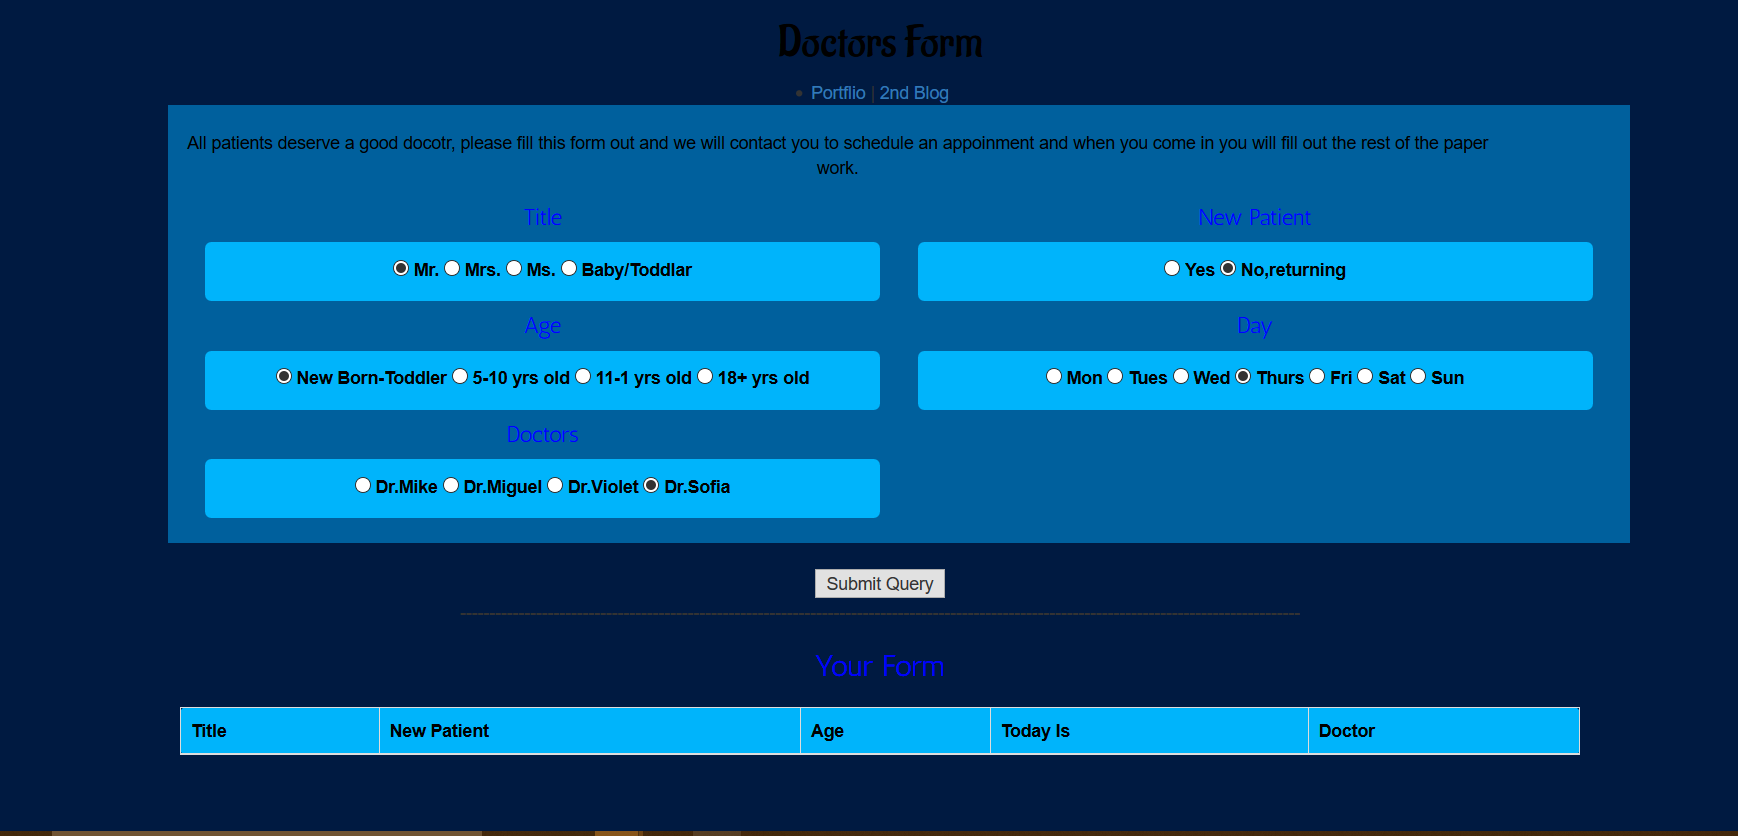 Doctors Form
Portflio | 2nd Blog
All patients deserve a good docotr, please fill this form out and we will contact you to schedule an appoinment and when you come in you will fill out the rest of the paper
work.
Title
New Patient
Mr. Mrs. Ms. Baby/Toddlar
Yes No,returning
Age
Day
New Born-Toddler 5-10 yrs old 11-1 yrs old 18+ yrs old
Mon Tues Wed Thurs Fri Sat Sun
Doctors
Dr.Mike Dr.Miguel Dr.Violet Dr.Sofia
Submit Query
Your Form
Title New Patient Age Today Is Doctor